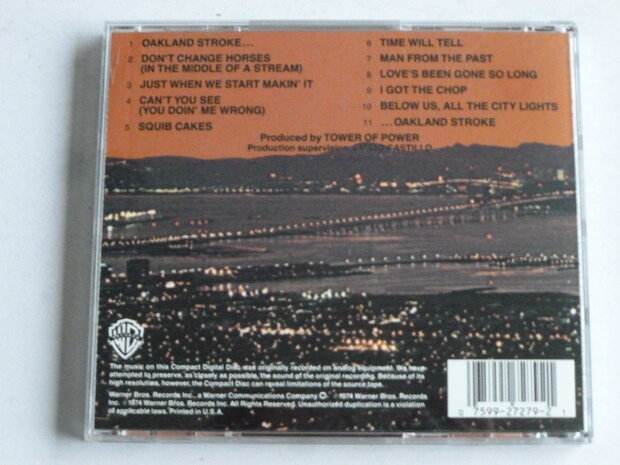 1 OAKLAND STROKE...
2 DON'T CHANGE HORSES
(IN THE MIDDLE OF A STREAM)
3 JUST WHEN WE START MAKIN' IT
4 CAN'T YOU SEE
(YOU DOIN' ME WRONG)
5 SQUIB CAKES
6 TIME WILL TELL
7 MAN FROM THE PAST
8 LOVE'S BEEN GONE SO LONG
9 I GOT THE CHOP
10 BELOW US, ALL THE CITY LIGHTS
11 ...OAKLAND STROKE
Produced by TOWER OF POWER
Production supervision: EMILIO CASTILLO
The music on this Compact Digital Disc was originally recorded on analog equipment. We have
attempted to preserve, as closely as possible, the sound of the original recording. Because of its
high resolution, however, the Compact Disc can reveal limitations of the source tape.
Warner Bros. Records Inc., a Warner Communications Company ℗ ©1974 Warner Bros. Records
Inc. ℗1974 Warner Bros. Records Inc. All Rights Reserved. Unauthorized duplication is a violation
of applicable laws. Printed in U.S.A.
0 7599-27279-2